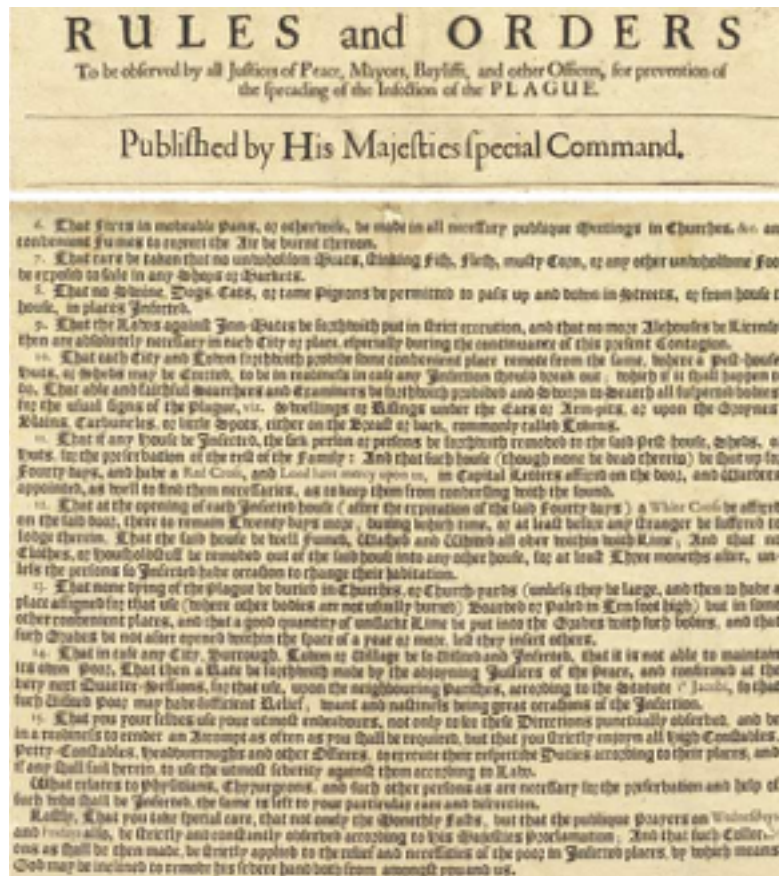 RULES and ORDERS
To be observed by all Justices of Peace, Mayors, Bayliffs, and other Officers, for prevention of
the spreading of the Infection of the PLAGUE.
Published by His Majesties special Command.
6. That Fires in moveable Pans, or otherwise, be made in all necessary publique Meetings in Churches, &c. an
convenient Fumes to correct the Air be burnt thereon.
7. That care be taken that no unwholsom Meats, stinking Fish, Flesh, musty Corn, or any other unwholsome Foo
be exposed to sale in any Shops or Markets.
8. That no Swine, Dogs, Cats, or tame Pigeons be permitted to pass up and down in Streets, or from house t
house, in places Infected.
9. That the Laws against Inn-Mates be forthwith put in strict execution, and that no more Alehouses be Licensed
then are absolutely necessary in each City or place, especially during the continuance of this present Contagion.
10. That each City and Town forthwith provide some convenient place remote from the same, where a Pest-house
Huts, or Sheds may be Erected, to be in readiness in case any Infection should break out; which if it shall happen t
do, That able and faithful Searchers and Examiners be forthwith provided and Sworn to Search all suspected bodies
for the usual signs of the Plague, viz. Swellings or Risings under the Ears or Arm-pits, or upon the Groynes
Blains, Carbuncles, or little Spots, either on the Breast or back, commonly called Tokens.
11. That if any House be Infected, the sick person or persons be forthwith removed to the said Pest-house, Sheds, or
Huts, for the preservation of the rest of the Family: And that such house (though none be dead therein) be shut up for
Fourty days, and have a Red Cross, and Lord have mercy upon us, in Capital Letters affixed on the door, and Warders
appointed, as well to find them necessaries, as to keep them from conversing with the sound.
12. That at the opening of each Infected house (after the expiration of the said Fourty days) a White Cross be affixed
on the said door, there to remain Twenty days more; during which time, or at least before any stranger be suffered to
lodge therein, That the said house be well Fumed, Washed and Whited all over within with Lime; And that no
Clothes, or Housholdstuff be removed out of the said house into any other house, for at least Three moneths after, un-
less the persons so Infected have occasion to change their habitation.
13. That none dying of the Plague be buried in Churches, or Church-yards (unless they be large, and then to have a
place assigned for that use (where other bodies are not usually buried) Boarded or Paled in Ten foot high) but in some
other convenient places, and that a good quantity of unslackt Lime be put into the Graves with such bodies, and that
such Graves be not after opened within the space of a year or more, less they infect others.
14. That in case any City, Burrough, Town or Village be so visited and Infected, that it is not able to maintain
its own Poor, That then a Rate be forthwith made by the adjoyning Justices of the Peace, and confirmed at the
very next Quarter-Sessions, for that use, upon the neighbouring Parishes, according to the Statute 1° Jacobi, so that
such visited Poor may have sufficient Relief; want and nastiness being great occasions of the Infection.
15. That you your selves use your utmost endeavours, not only to see these Directions punctually observed, and be
in a readiness to render an Accompt as often as you shall be required, but that you strictly enjoyn all High Constables,
Petty-Constables, Headburroughs and other Officers, to execute their respective Duties according to their places; and
if any shall fail herein, to use the utmost severity against them according to Law.
What relates to Physitians, Chyrurgeons, and such other persons as are necessary for the preservation and help of
such who shall be Infected, the same is left to your particular care and discretion.
Lastly, That you take special care, that not only the Monethly Fasts, but that the publique Prayers on Wednesdays
and Fridays also, be strictly and constantly observed according to His Majesties Proclamation; And that such Collecti-
ons as shall be then made, be strictly applied to the relief and necessities of the poor in Infected places, by which means
God may be inclined to remove his severe hand both from amongst you and us.